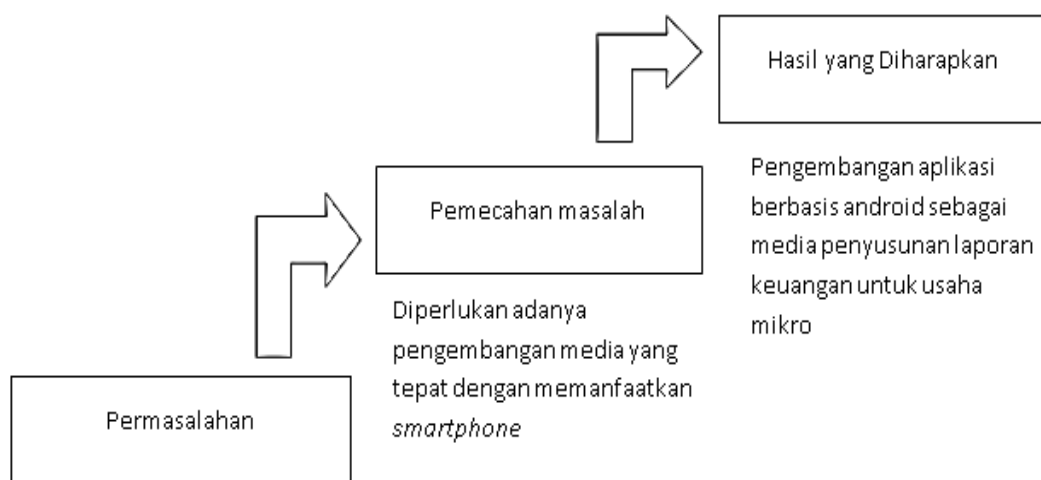 Hasil yang Diharapkan
Pengembangan aplikasi
berbasis android sebagai
media penyusunan laporan
keuangan untuk usaha
mikro
Pemecahan masalah
Diperlukan adanya
pengembangan media yang
tepat dengan memanfaatkan
smartphone
Permasalahan